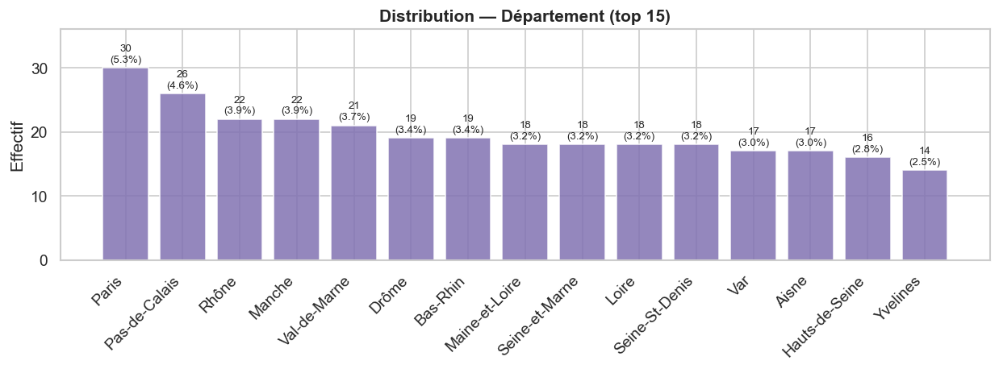 Distribution — Département (top 15)
Effectif
30
20
10
0
30
(5.3%)
26
(4.6%)
22
(3.9%)
22
(3.9%)
21
(3.7%)
19
(3.4%)
19
(3.4%)
18
(3.2%)
18
(3.2%)
18
(3.2%)
18
(3.2%)
17
(3.0%)
17
(3.0%)
16
(2.8%)
14
(2.5%)
Paris
Pas-de-Calais
Rhône
Manche
Val-de-Marne
Drôme
Bas-Rhin
Maine-et-Loire
Seine-et-Marne
Loire
Seine-St-Denis
Var
Aisne
Hauts-de-Seine
Yvelines